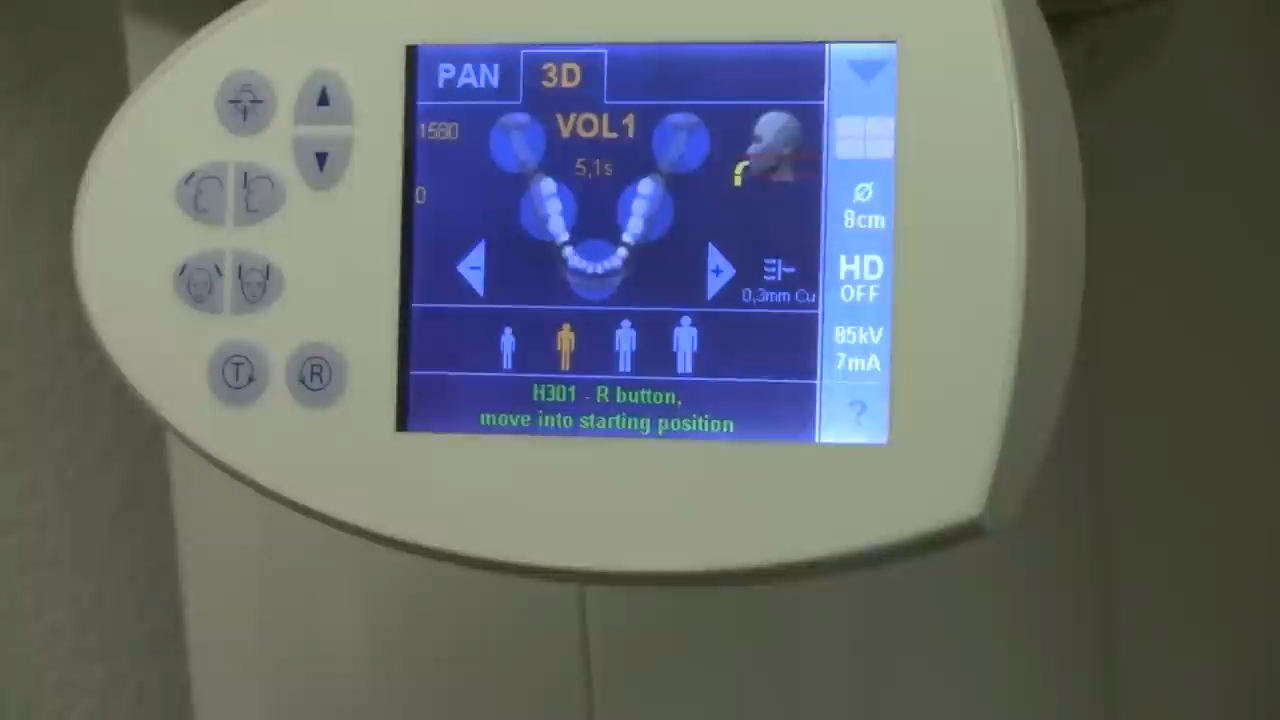 PAN 3D
1580
VOL1
5,1s
0
Ø
8cm
- +
0,3mm Cu
HD
OFF
85kV
7mA
T R
H301 - R button,
move into starting position
?